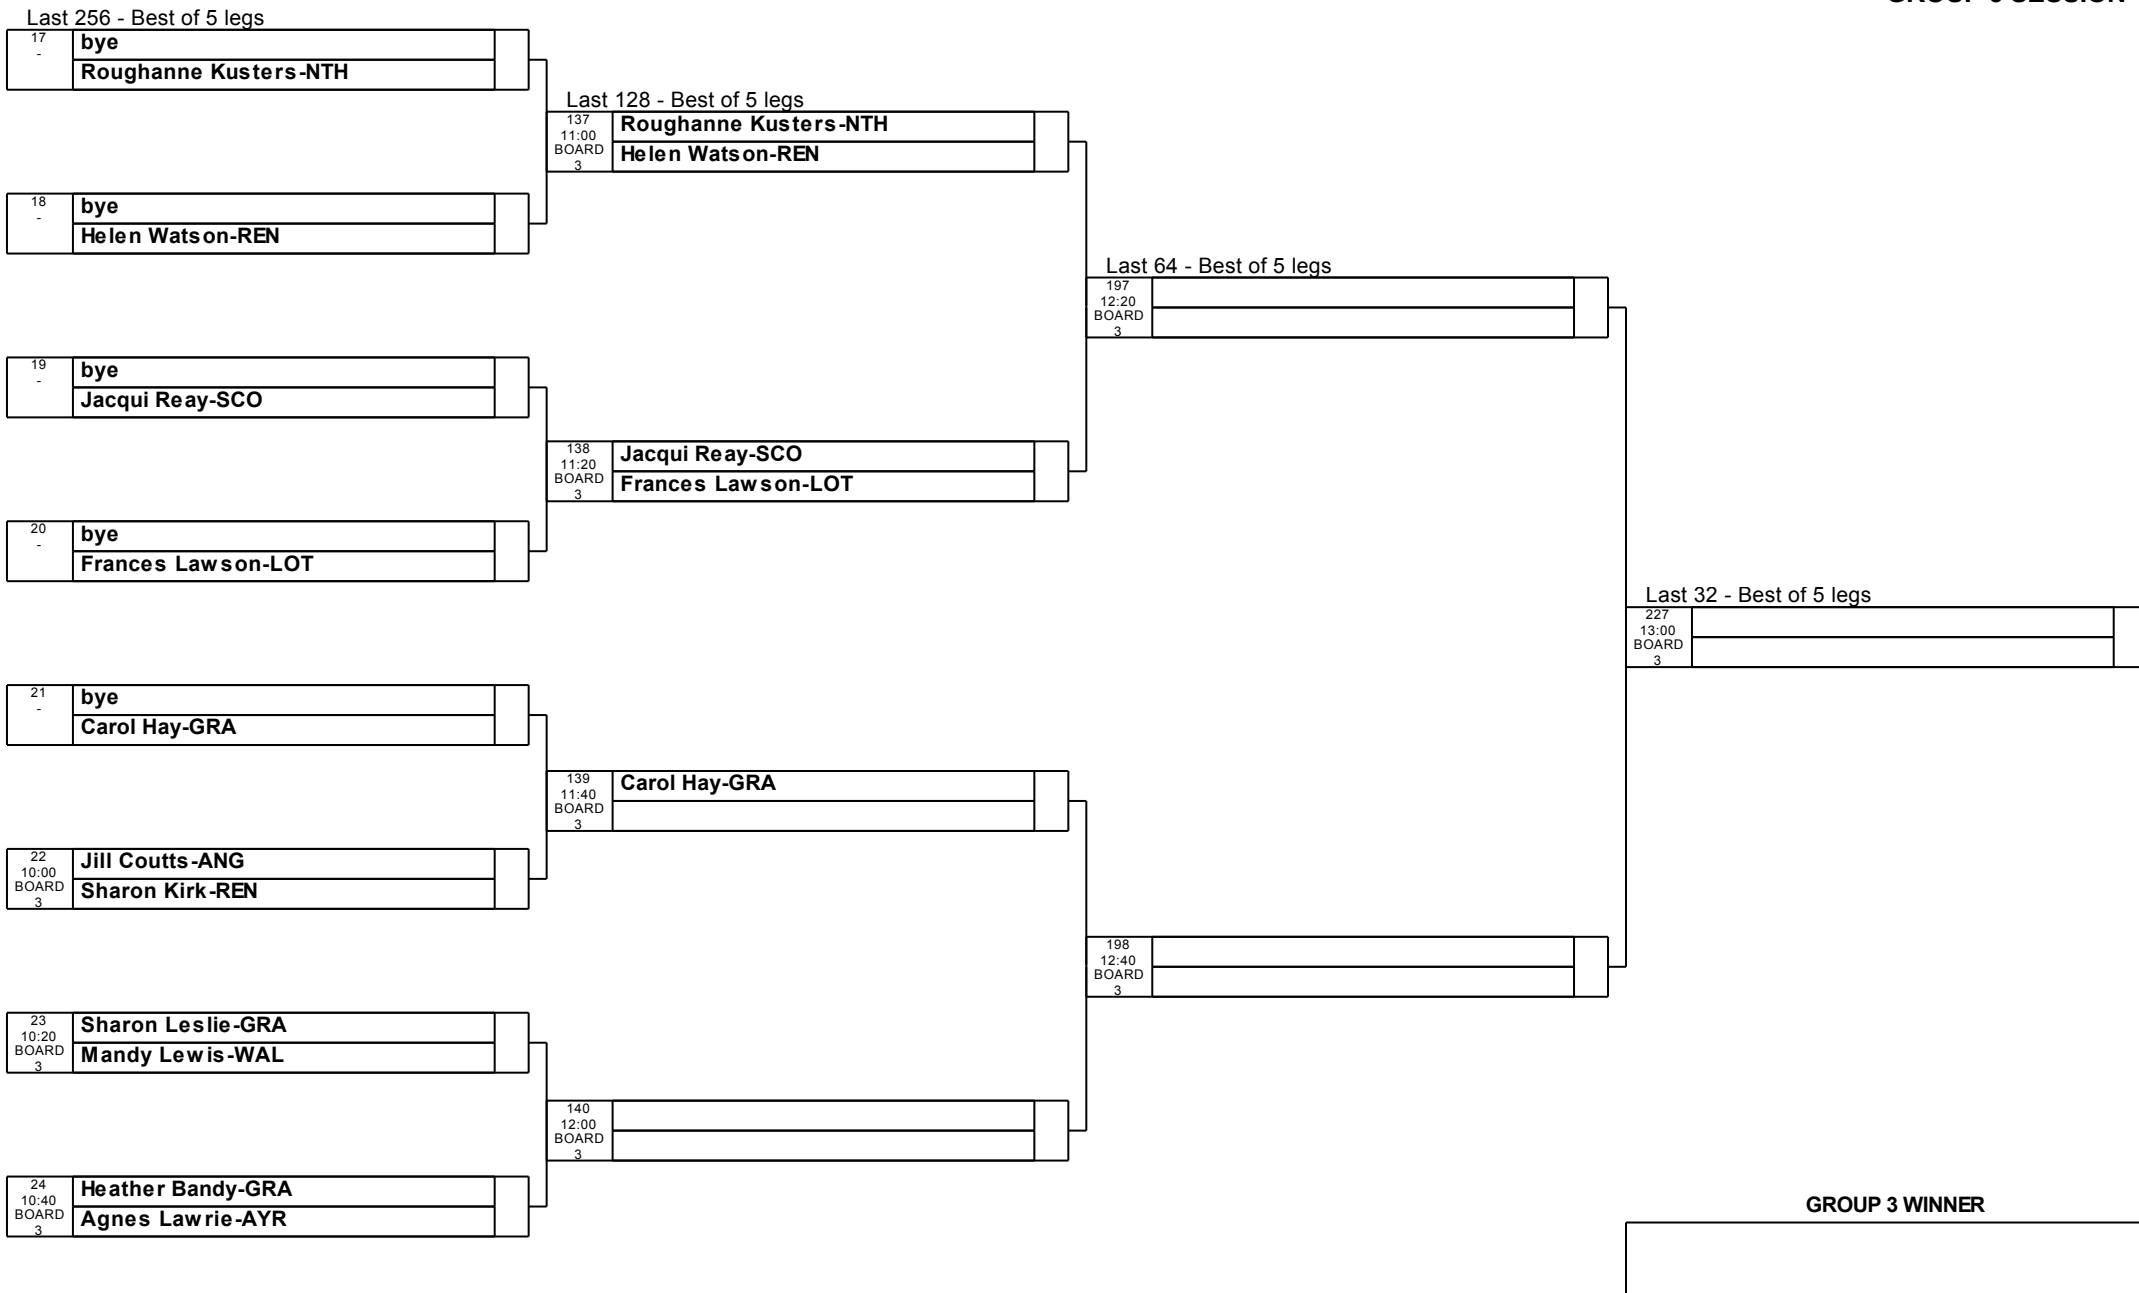 GROUP 3 SESSION
Last 256 - Best of 5 legs
17
-
bye
Roughanne Kusters-NTH
Last 128 - Best of 5 legs
137
11:00
BOARD
3
Roughanne Kusters-NTH
Helen Watson-REN
18
-
bye
Helen Watson-REN
Last 64 - Best of 5 legs
197
12:20
BOARD
3
19
-
bye
Jacqui Reay-SCO
138
11:20
BOARD
3
Jacqui Reay-SCO
Frances Lawson-LOT
20
-
bye
Frances Lawson-LOT
Last 32 - Best of 5 legs
227
13:00
BOARD
3
21
-
bye
Carol Hay-GRA
139
11:40
BOARD
3
Carol Hay-GRA
22
10:00
BOARD
3
Jill Coutts-ANG
Sharon Kirk-REN
198
12:40
BOARD
3
23
10:20
BOARD
3
Sharon Leslie-GRA
Mandy Lewis-WAL
140
12:00
BOARD
3
24
10:40
BOARD
3
Heather Bandy-GRA
Agnes Lawrie-AYR
GROUP 3 WINNER